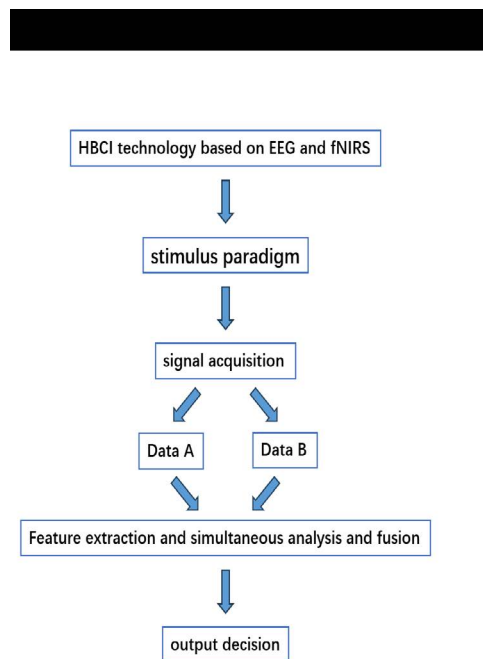 HBCI technology based on EEG and fNIRS
stimulus paradigm
signal acquisition
Data A
Data B
Feature extraction and simultaneous analysis and fusion
output decision